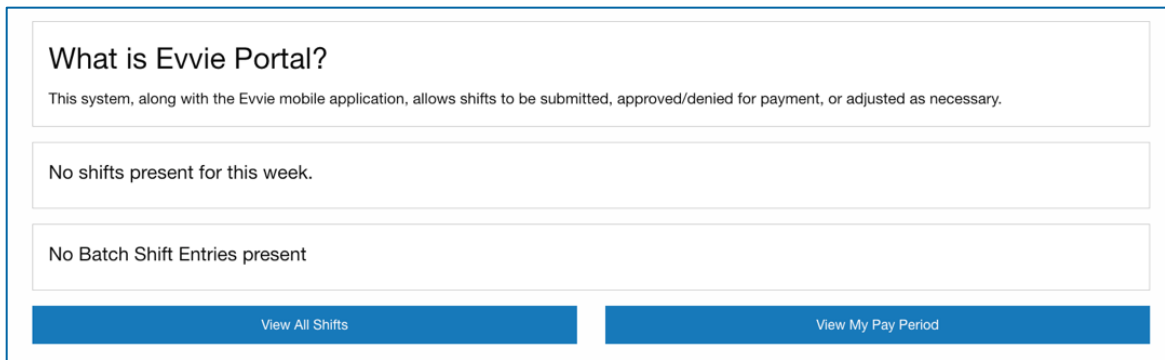 What is Evvie Portal?
This system, along with the Evvie mobile application, allows shifts to be submitted, approved/denied for payment, or adjusted as necessary.
No shifts present for this week.
No Batch Shift Entries present
View All Shifts
View My Pay Period